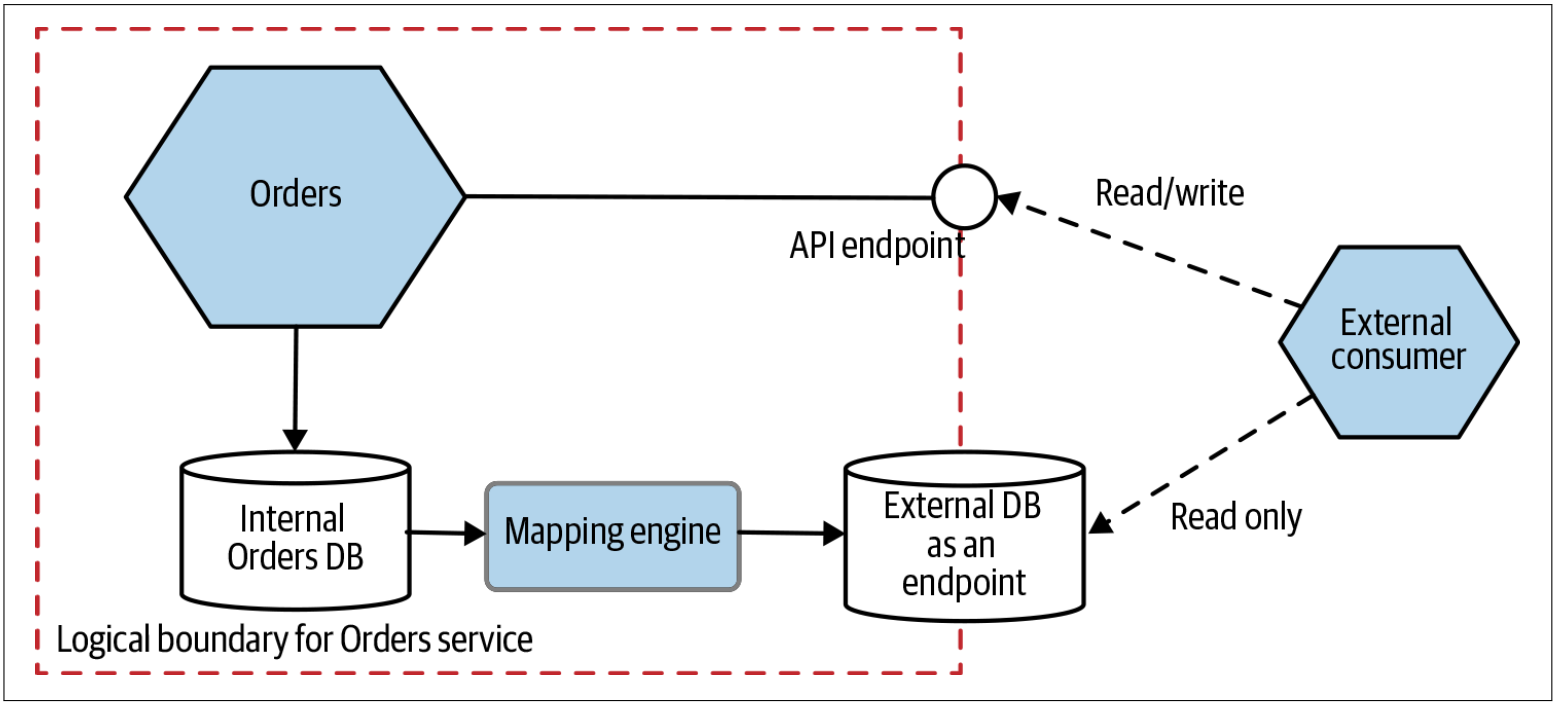 Orders
API endpoint
Read/write
External
consumer
Internal
Orders DB
Mapping engine
External DB
as an
endpoint
Read only
Logical boundary for Orders service